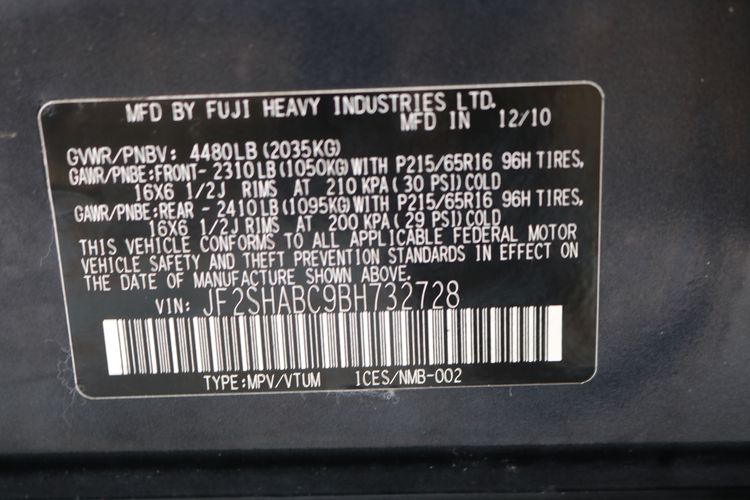 MFD BY FUJI HEAVY INDUSTRIES LTD.
MFD IN 12/10
GVWR/PNBV: 4480LB (2035KG)
GAWR/PNBE:FRONT- 2310LB (1050KG) WITH P215/65R16 96H TIRES,
16X6 1/2J RIMS AT 210 KPA (30 PSI) COLD
GAWR/PNBE:REAR - 2410LB (1095KG) WITH P215/65R16 96H TIRES,
16X6 1/2J RIMS AT 200 KPA (29 PSI) COLD
THIS VEHICLE CONFORMS TO ALL APPLICABLE FEDERAL MOTOR
VEHICLE SAFETY AND THEFT PREVENTION STANDARDS IN EFFECT ON
THE DATE OF MANUFACTURE SHOWN ABOVE.
VIN: JF2SHABC9BH732728
TYPE:MPV/VTUM ICES/NMB-002